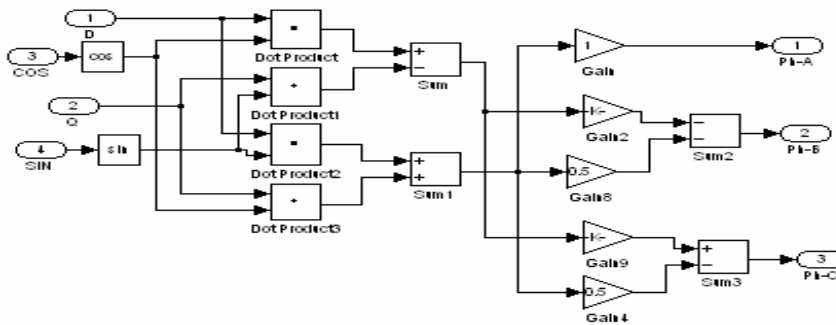 1
D
3
COS
cos
2
Q
4
SIN
sin
Dot Product
Dot Product1
Dot Product2
Dot Product3
+
−
Sum
+
+
Sum1
1
Gain
-K-
Gain2
0.5
Gain8
-K-
Gain9
0.5
Gain4
−
−
Sum2
+
−
Sum3
1
Ph-A
2
Ph-B
3
Ph-C